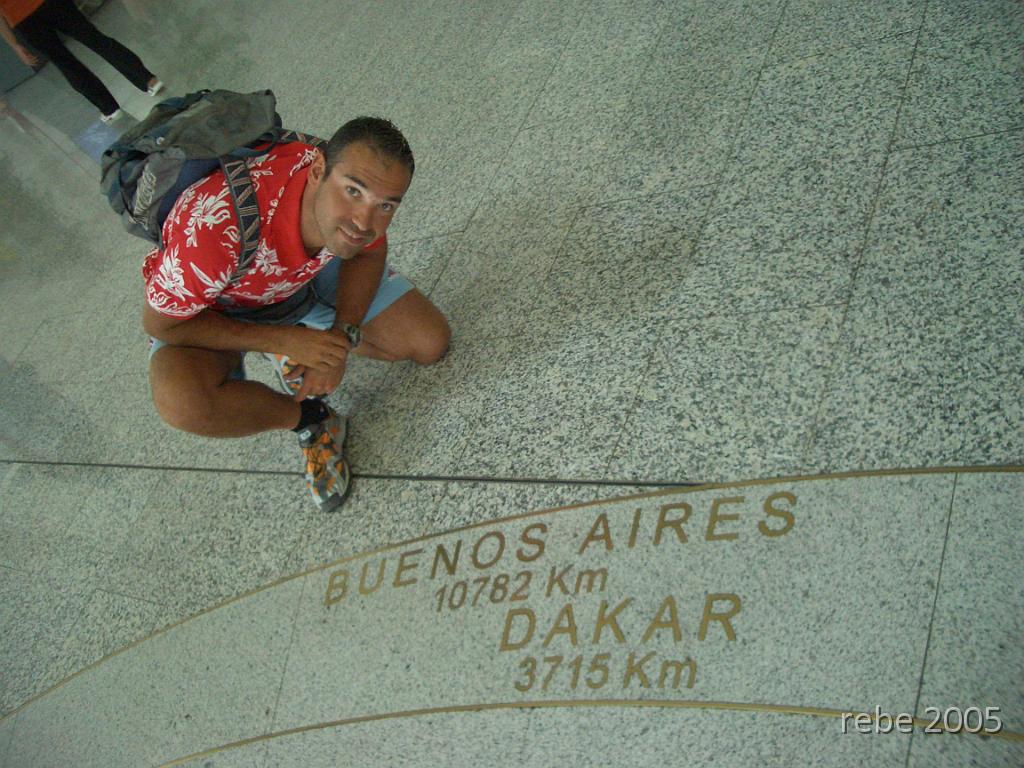 BUENOS AIRES
10782 Km
DAKAR
3715 Km
rebe 2005